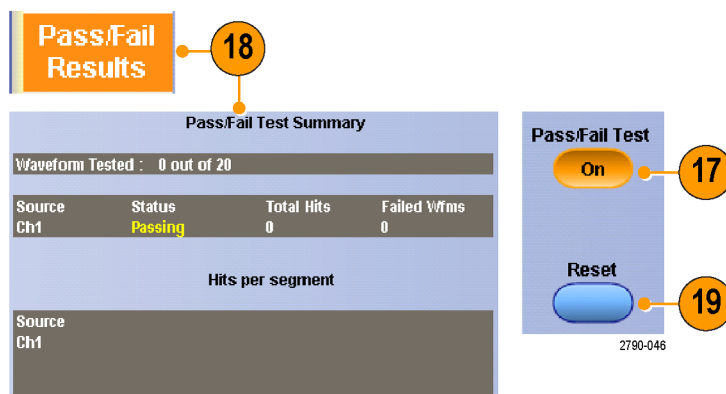 Pass/Fail
Results
18
Pass/Fail Test Summary
Waveform Tested : 0 out of 20
Source Status Total Hits Failed Wfms
Ch1 Passing 0 0
Hits per segment
Source
Ch1
Pass/Fail Test
On
17
Reset
19
2790-046